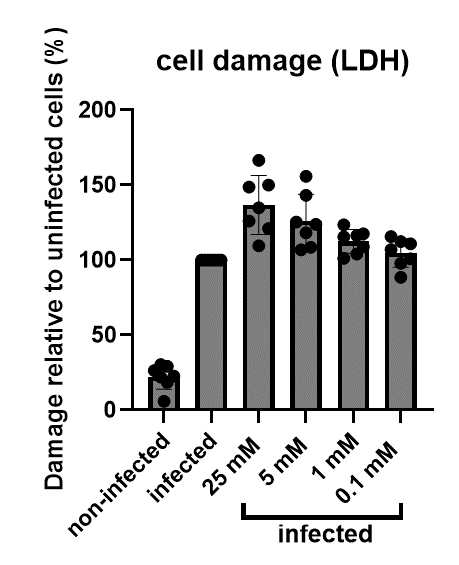 cell damage (LDH)
Damage relative to uninfected cells (%)
200
150
100
50
0
non-infected
infected
25 mM
5 mM
1 mM
0.1 mM
infected